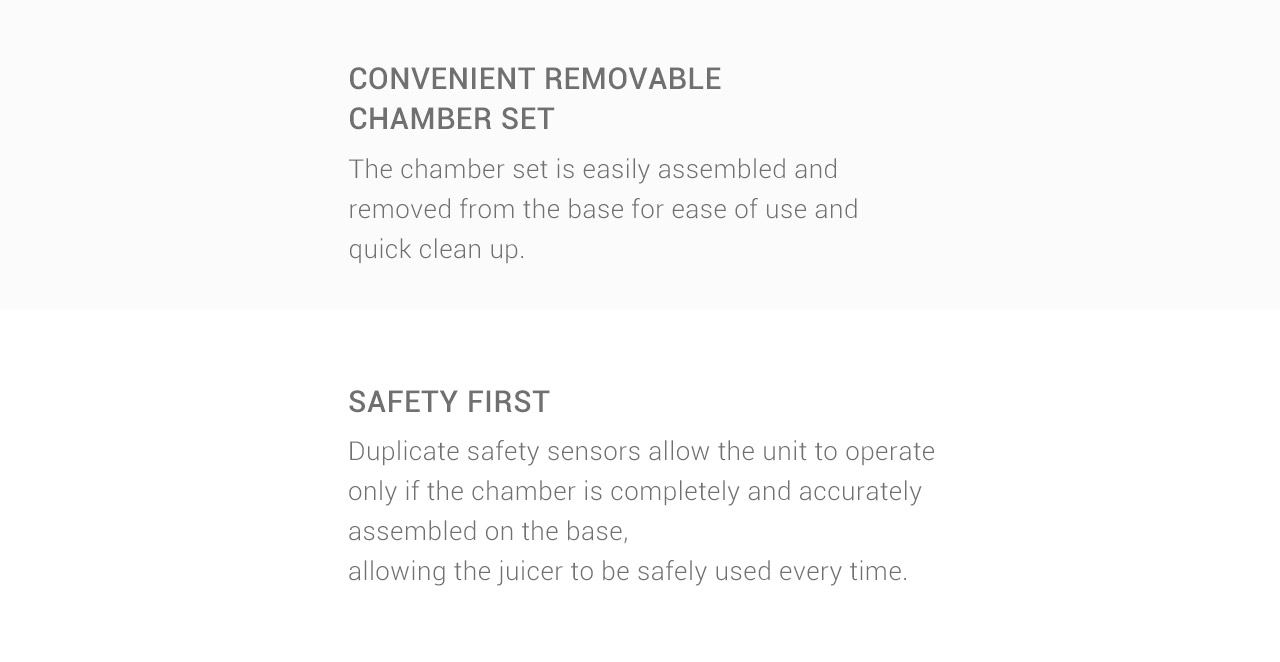 CONVENIENT REMOVABLE
CHAMBER SET
The chamber set is easily assembled and
removed from the base for ease of use and
quick clean up.
SAFETY FIRST
Duplicate safety sensors allow the unit to operate
only if the chamber is completely and accurately
assembled on the base,
allowing the juicer to be safely used every time.